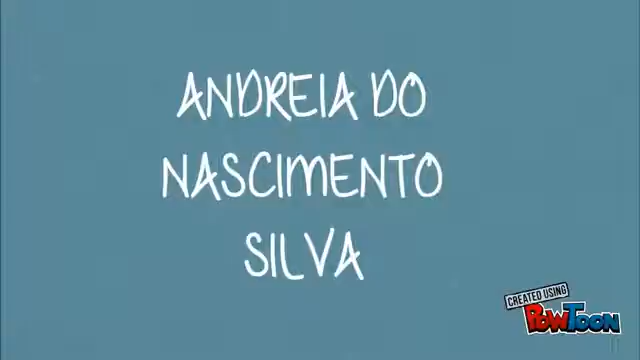 ANDREIA DO
NASCIMENTO
SILVA
CREATED USING
POWTOON